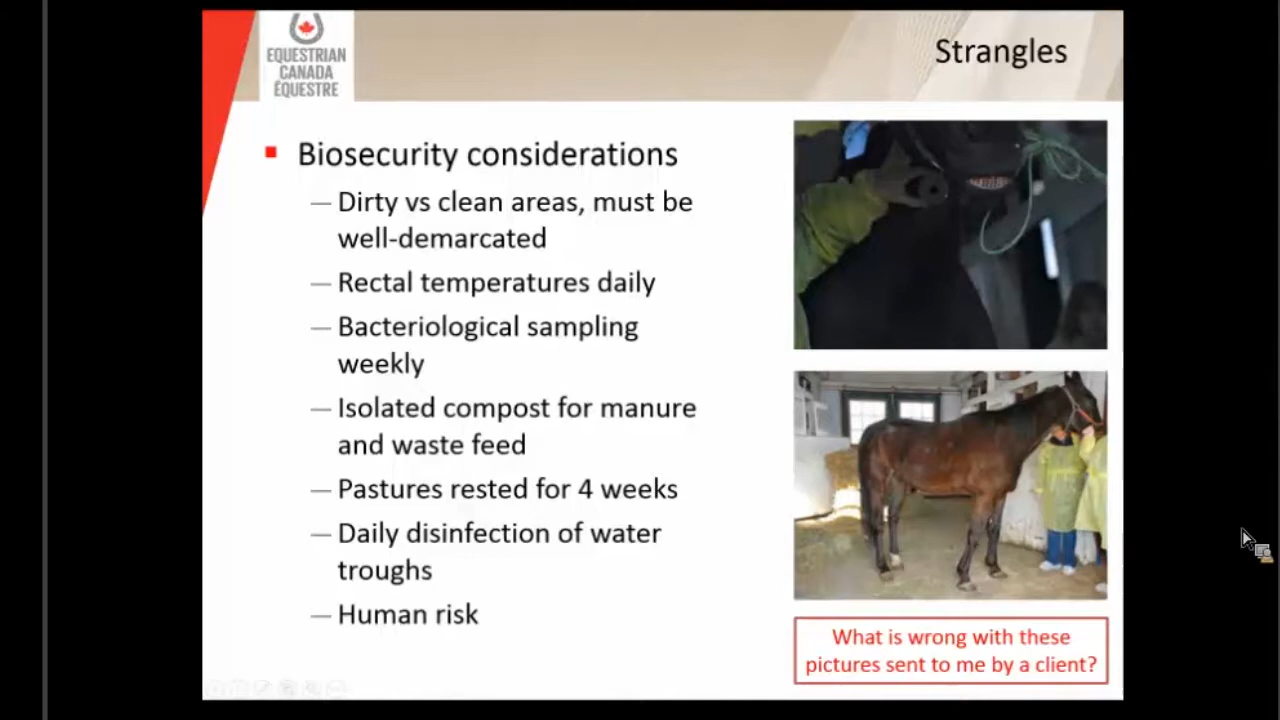 EQUESTRIAN
CANADA
ÉQUESTRE
Strangles
Biosecurity considerations
— Dirty vs clean areas, must be
well-demarcated
— Rectal temperatures daily
— Bacteriological sampling
weekly
— Isolated compost for manure
and waste feed
— Pastures rested for 4 weeks
— Daily disinfection of water
troughs
— Human risk
What is wrong with these
pictures sent to me by a client?